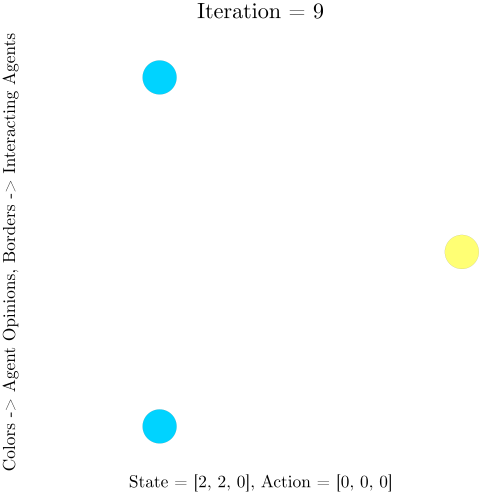 Iteration = 9
Colors -> Agent Opinions, Borders -> Interacting Agents
State = [2, 2, 0], Action = [0, 0, 0]